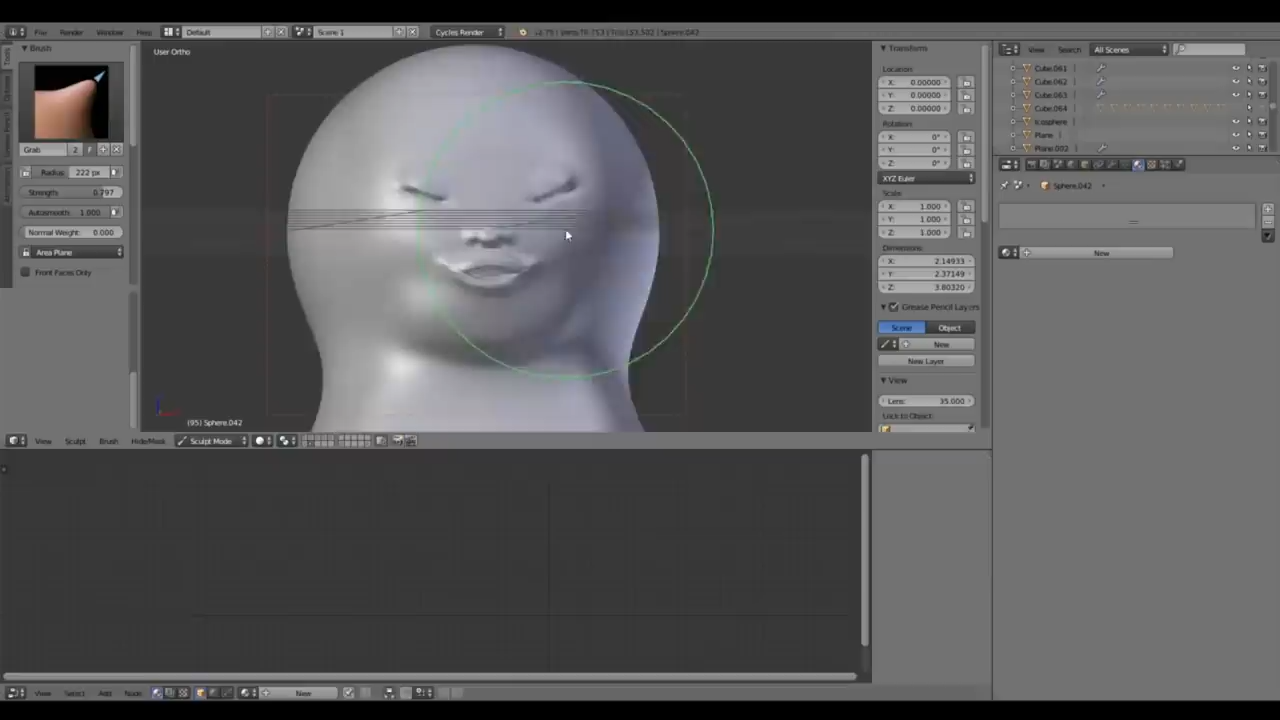 File Render Window Help Default Scene 1 Cycles Render
Brush
User Ortho
Grab 2 F
Radius: 222 px
Strength: 0.797
Autosmooth: 1.000
Normal Weight: 0.000
Area Plane
Front Faces Only
Tools
Options
(95) Sphere.042
Transform
Location:
X: 0.00000
Y: 0.00000
Z: 0.00000
Rotation:
X: 0°
Y: 0°
Z: 0°
XYZ Euler
Scale:
X: 1.000
Y: 1.000
Z: 1.000
Dimensions:
X: 2.14933
Y: 2.37149
Z: 3.80320
Grease Pencil Layers
Scene Object
New
New Layer
View
Lens: 35.000
Lock to Object:
View Search All Scenes
Cube.061
Cube.062
Cube.063
Cube.064
Icosphere
Plane
Plane.002
Sphere.042
New
View Sculpt Brush Hide/Mask Sculpt Mode
View Select Add Node New